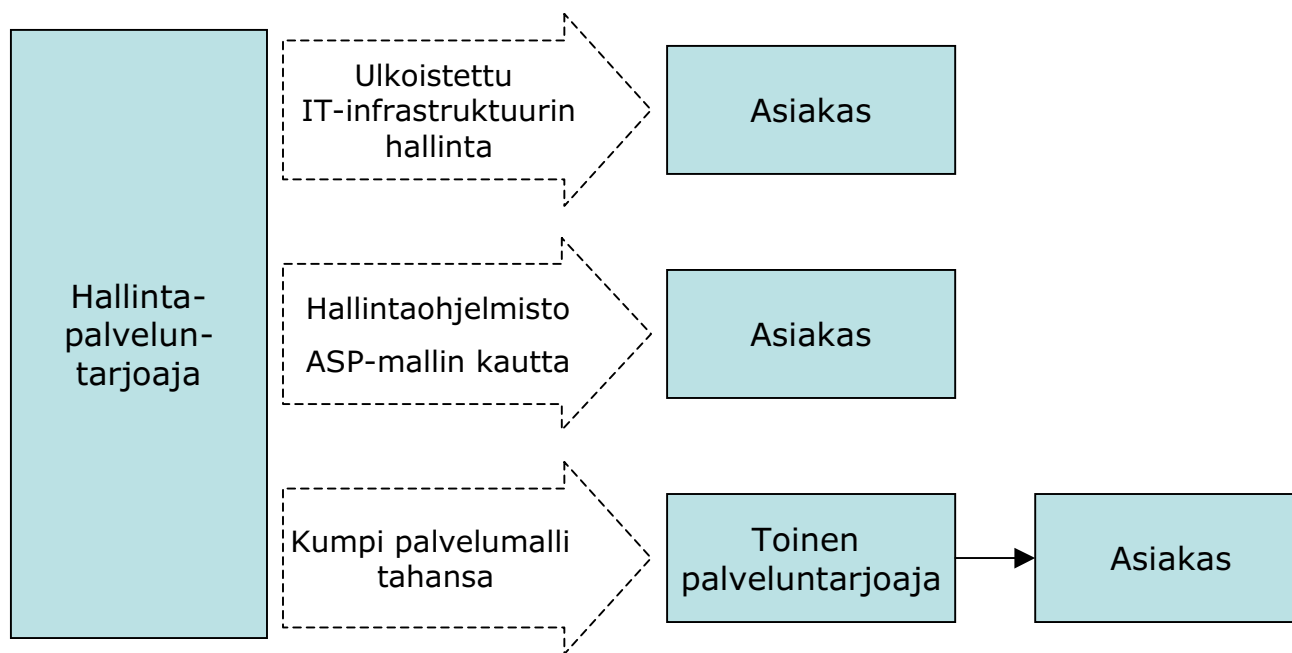 Hallinta-
palvelun-
tarjoaja
Ulkoistettu
IT-infrastruktuurin
hallinta
Asiakas
Hallintaohjelmisto
ASP-mallin kautta
Asiakas
Kumpi palvelumalli
tahansa
Toinen
palveluntarjoaja
Asiakas